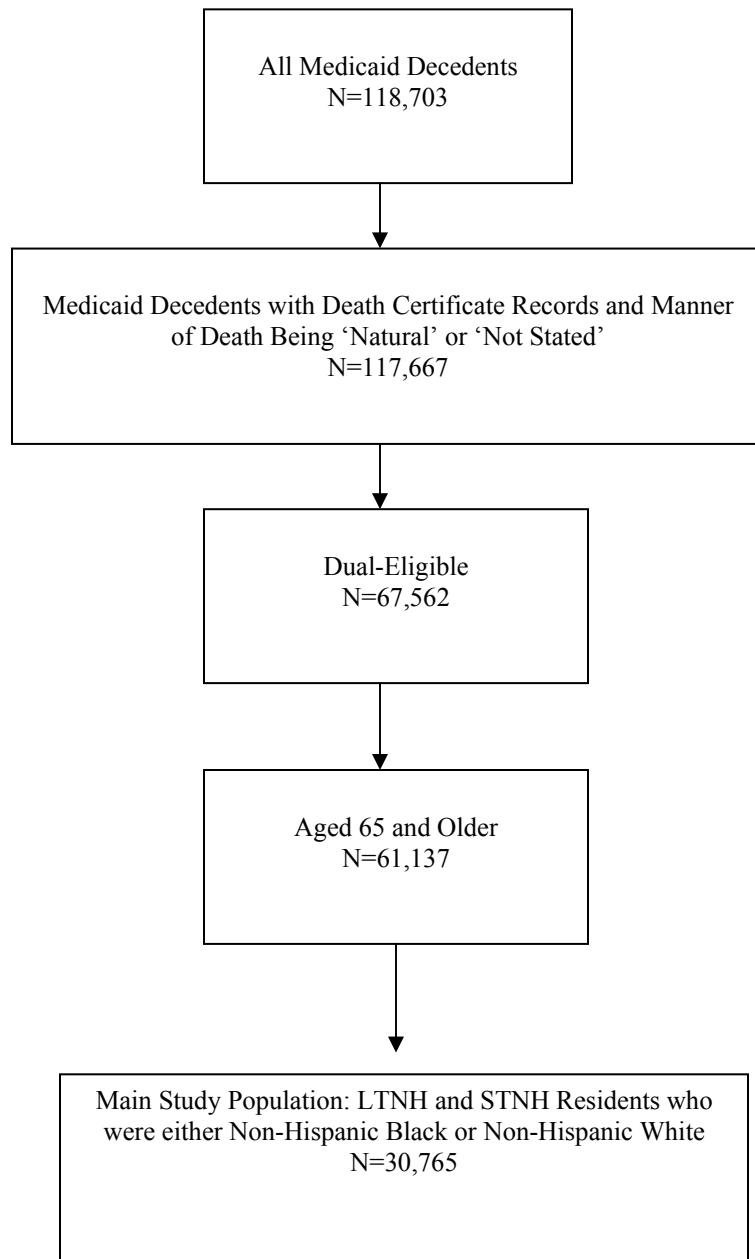 All Medicaid Decedents
N=118,703
Medicaid Decedents with Death Certificate Records and Manner
of Death Being ‘Natural’ or ‘Not Stated’
N=117,667
Dual-Eligible
N=67,562
Aged 65 and Older
N=61,137
Main Study Population: LTNH and STNH Residents who
were either Non-Hispanic Black or Non-Hispanic White
N=30,765